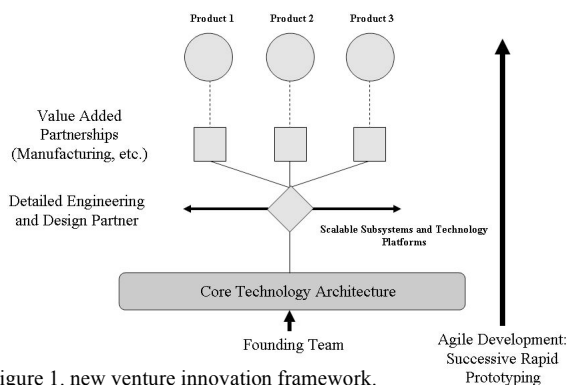 Product 1 Product 2 Product 3
Value Added
Partnerships
(Manufacturing, etc.)
Detailed Engineering
and Design Partner
Scalable Subsystems and Technology
Platforms
Core Technology Architecture
Founding Team
Agile Development:
Successive Rapid
Prototyping
igure 1. new venture innovation framework.